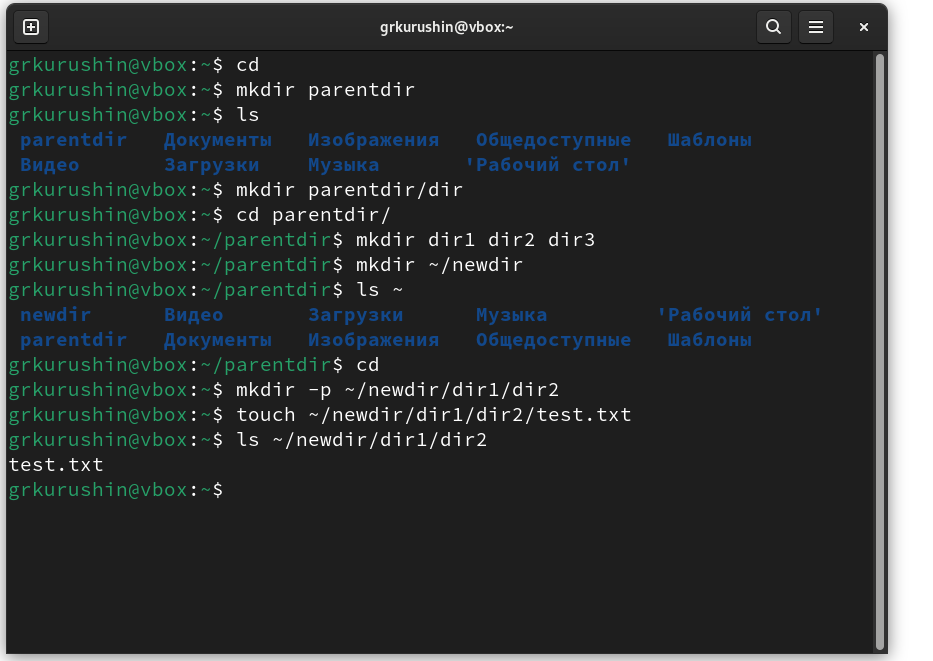 grkurushin@vbox:~
grkurushin@vbox:~$ cd
grkurushin@vbox:~$ mkdir parentdir
grkurushin@vbox:~$ ls
parentdir Документы Изображения Общедоступные Шаблоны
Видео Загрузки Музыка 'Рабочий стол'
grkurushin@vbox:~$ mkdir parentdir/dir
grkurushin@vbox:~$ cd parentdir/
grkurushin@vbox:~/parentdir$ mkdir dir1 dir2 dir3
grkurushin@vbox:~/parentdir$ mkdir ~/newdir
grkurushin@vbox:~/parentdir$ ls ~
newdir Видео Загрузки Музыка 'Рабочий стол'
parentdir Документы Изображения Общедоступные Шаблоны
grkurushin@vbox:~/parentdir$ cd
grkurushin@vbox:~$ mkdir -p ~/newdir/dir1/dir2
grkurushin@vbox:~$ touch ~/newdir/dir1/dir2/test.txt
grkurushin@vbox:~$ ls ~/newdir/dir1/dir2
test.txt
grkurushin@vbox:~$